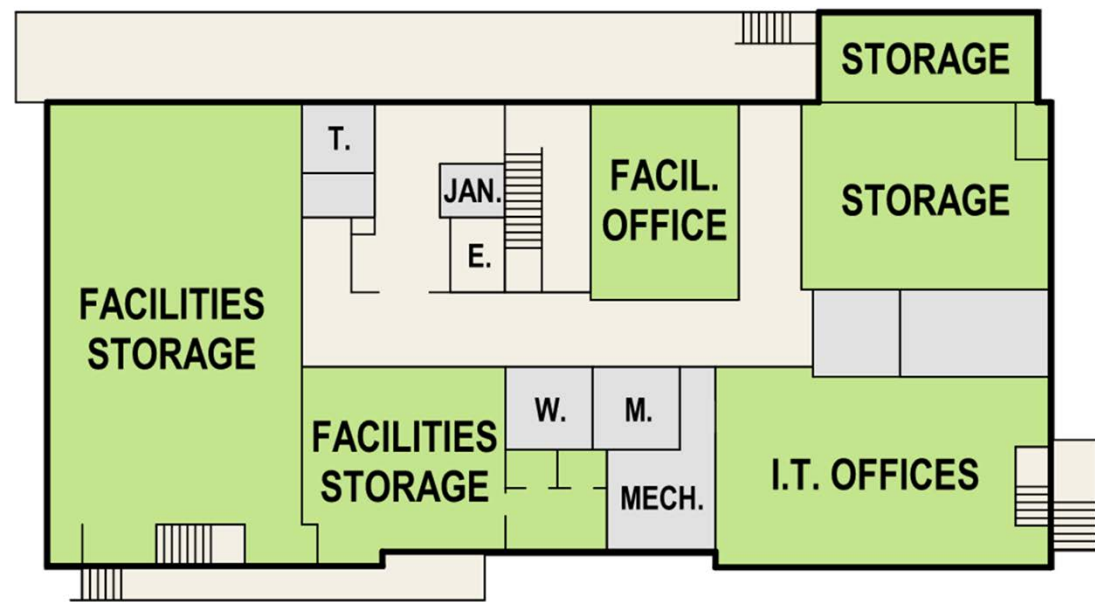 STORAGE
T.
FACIL.
OFFICE
STORAGE
JAN.
E.
FACILITIES
STORAGE
FACILITIES
STORAGE
W.
M.
MECH.
I.T. OFFICES